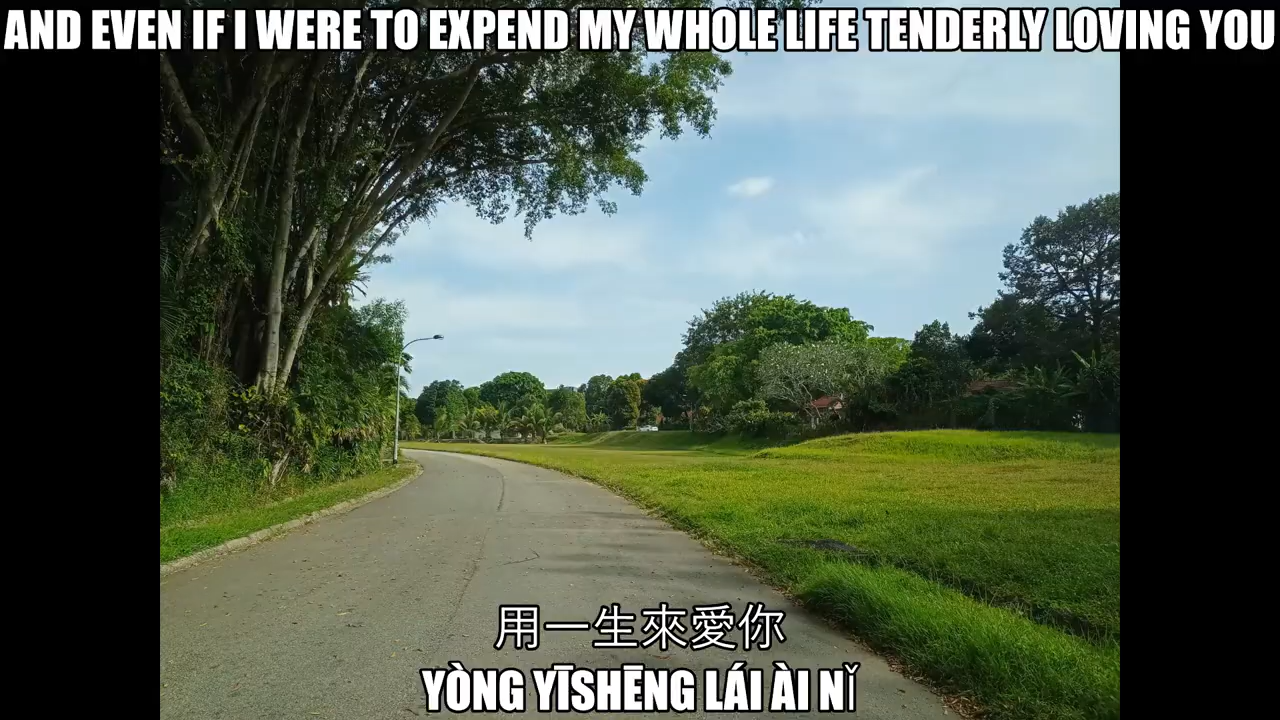 AND EVEN IF I WERE TO EXPEND MY WHOLE LIFE TENDERLY LOVING YOU
用一生來愛你
YÒNG YĪSHĒNG LÁI ÀI NǏ